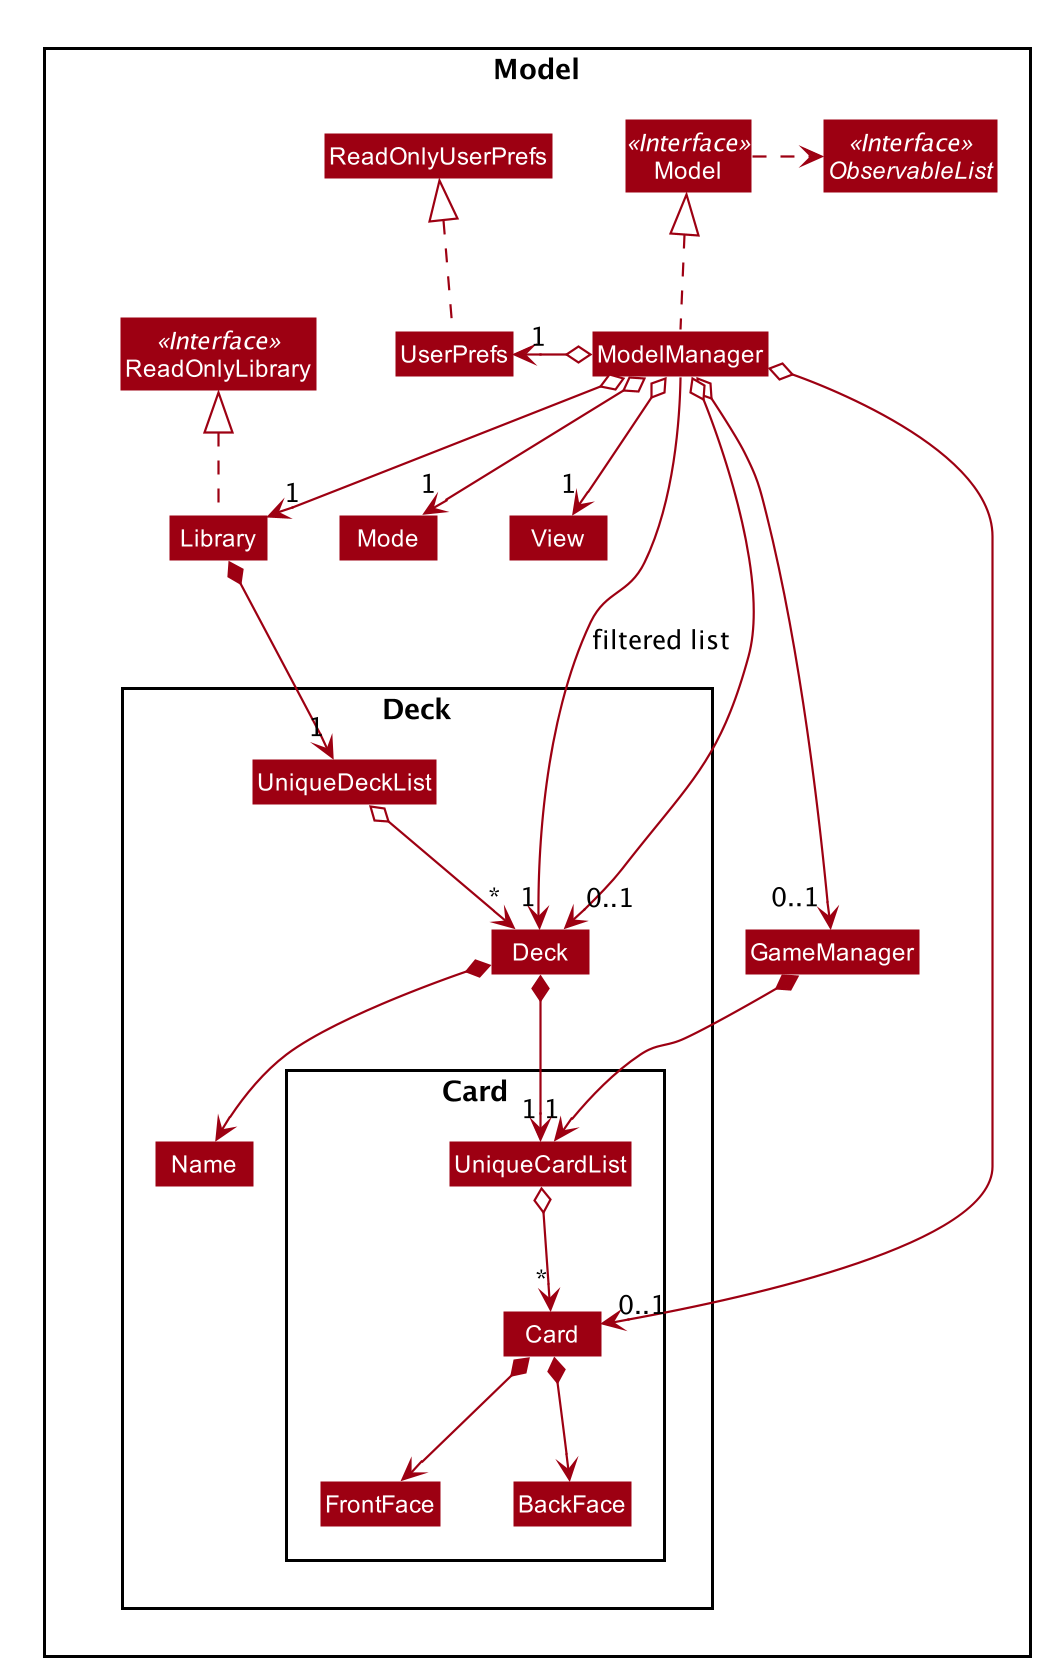 Model
ReadOnlyUserPrefs
«Interface»
Model
«Interface»
ObservableList
«Interface»
ReadOnlyLibrary
UserPrefs
1
ModelManager
1
1
1
Library
Mode
View
filtered list
Deck
1
UniqueDeckList
*
1
0..1
0..1
Deck
GameManager
Card
1
1
Name
UniqueCardList
*
0..1
Card
FrontFace
BackFace